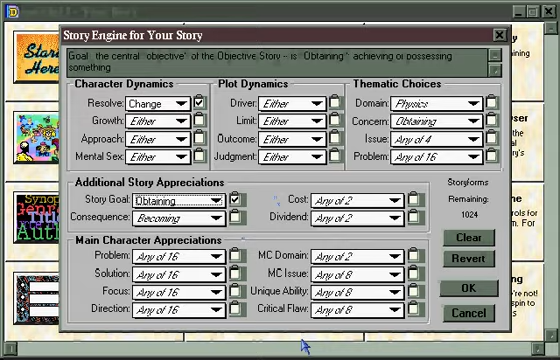 Story Engine for Your Story
Goal the central "objective" of the Objective Story -- is "Obtaining" achieving or possessing
something
Character Dynamics
Resolve: Change
Growth: Either
Approach: Either
Mental Sex: Either
Plot Dynamics
Driver: Either
Limit: Either
Outcome: Either
Judgment: Either
Thematic Choices
Domain: Physics
Concern: Obtaining
Issue: Any of 4
Problem: Any of 16
Additional Story Appreciations
Story Goal: Obtaining
Consequence: Becoming
Cost: Any of 2
Dividend: Any of 2
Storyforms
Remaining:
1024
Main Character Appreciations
Problem: Any of 16
Solution: Any of 16
Focus: Any of 16
Direction: Any of 16
MC Domain: Any of 2
MC Issue: Any of 8
Unique Ability: Any of 8
Critical Flaw: Any of 8
Clear
Revert
OK
Cancel
Start
Here